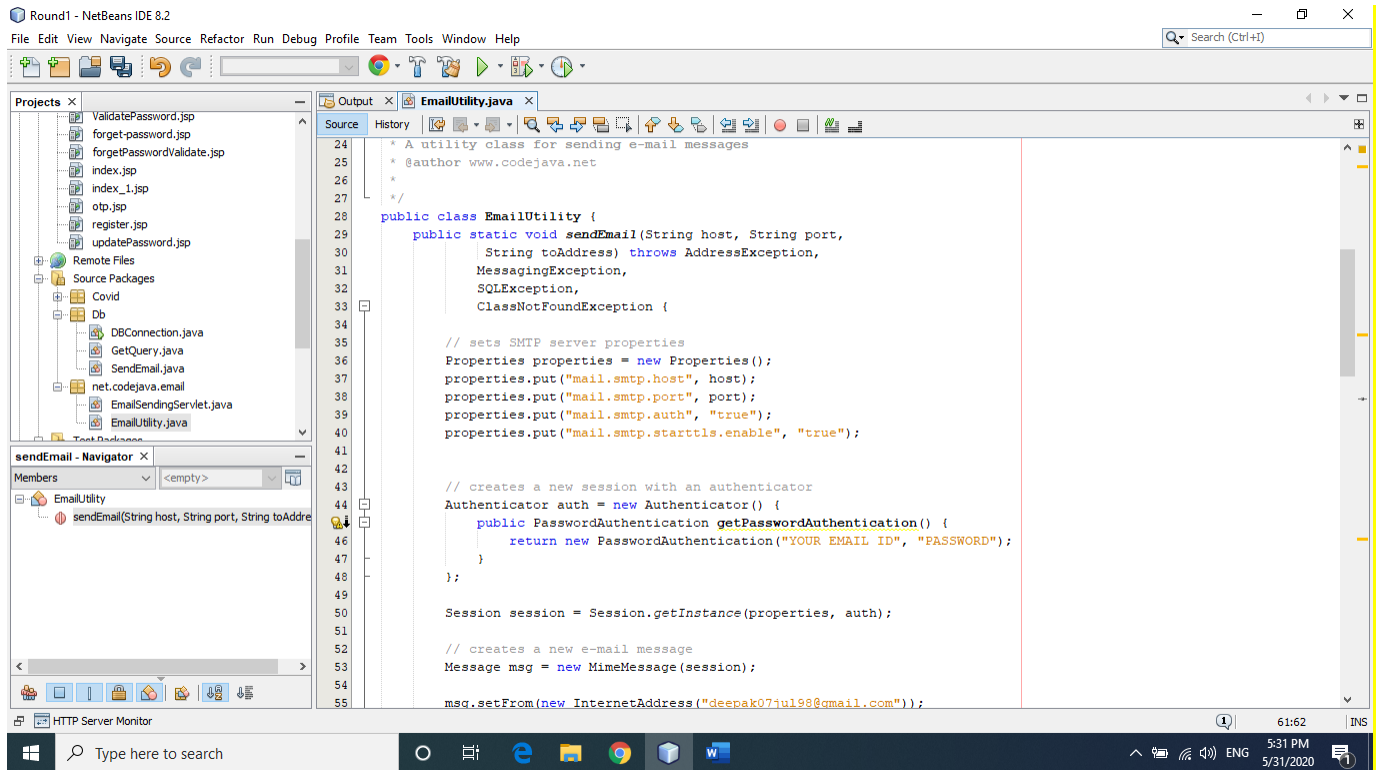 Round1 - NetBeans IDE 8.2
File Edit View Navigate Source Refactor Run Debug Profile Team Tools Window Help
Search (Ctrl+I)
Projects
ValidatePassword.jsp
forget-password.jsp
forgetPasswordValidate.jsp
index.jsp
index_1.jsp
otp.jsp
register.jsp
updatePassword.jsp
Remote Files
Source Packages
Covid
Db
DBConnection.java
GetQuery.java
SendEmail.java
net.codejava.email
EmailSendingServlet.java
EmailUtility.java
Test Packages
sendEmail - Navigator
Members
<empty>
EmailUtility
sendEmail(String host, String port, String toAddre
Output
EmailUtility.java
Source History
24 * A utility class for sending e-mail messages
25 * @author www.codejava.net
26 *
27 */
28 public class EmailUtility {
29 public static void sendEmail(String host, String port,
30 String toAddress) throws AddressException,
31 MessagingException,
32 SQLException,
33 ClassNotFoundException {
34
35 // sets SMTP server properties
36 Properties properties = new Properties();
37 properties.put("mail.smtp.host", host);
38 properties.put("mail.smtp.port", port);
39 properties.put("mail.smtp.auth", "true");
40 properties.put("mail.smtp.starttls.enable", "true");
41
42
43 // creates a new session with an authenticator
44 Authenticator auth = new Authenticator() {
public PasswordAuthentication getPasswordAuthentication() {
46 return new PasswordAuthentication("YOUR EMAIL ID", "PASSWORD");
47 }
48 };
49
50 Session session = Session.getInstance(properties, auth);
51
52 // creates a new e-mail message
53 Message msg = new MimeMessage(session);
54
55 msg.setFrom(new InternetAddress("deepak07jul98@gmail.com"));
HTTP Server Monitor
1
61:62
INS
Type here to search
ENG
5:31 PM
5/31/2020
1